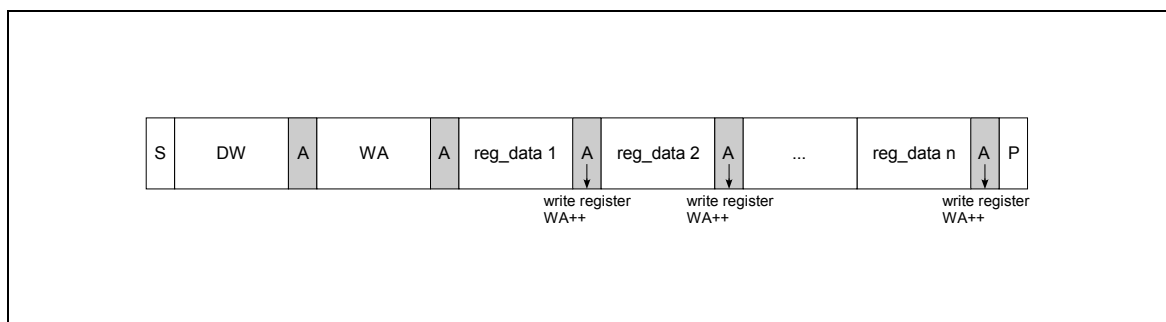 S DW A WA A reg_data 1 A reg_data 2 A ... reg_data n A P
write register write register write register
WA++ WA++ WA++